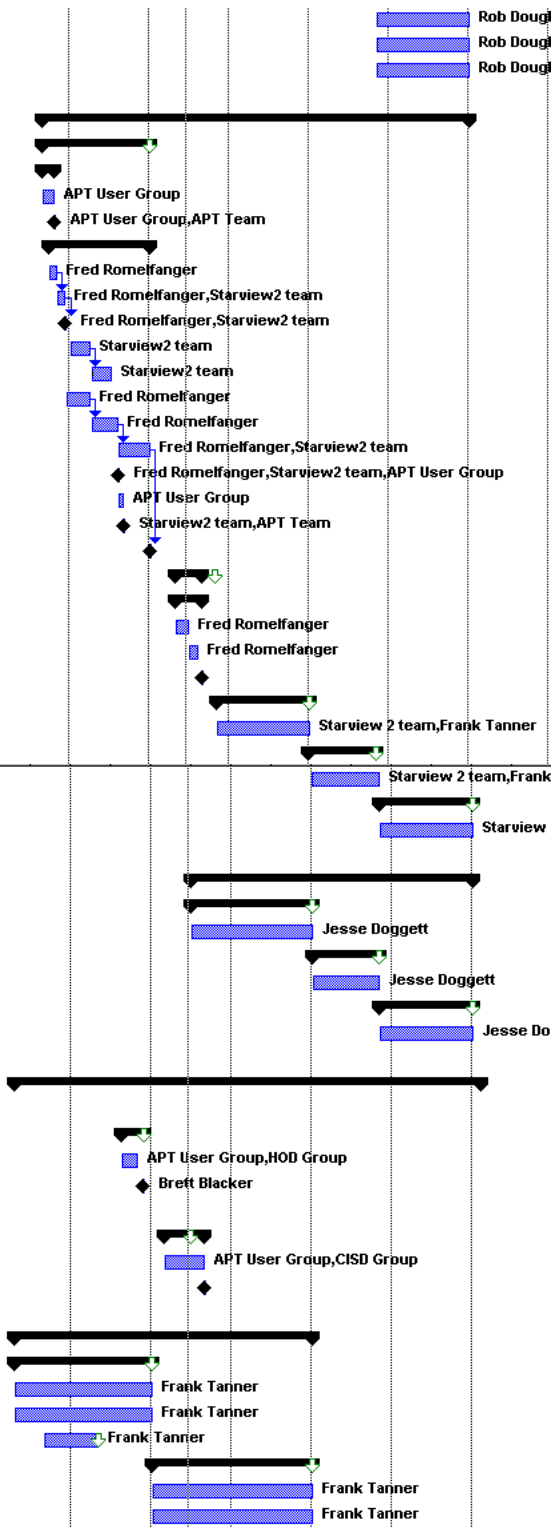 Rob Dougl
Rob Dougl
Rob Dougl
APT User Group
APT User Group,APT Team
Fred Romelfanger
Fred Romelfanger,Starview2 team
Fred Romelfanger,Starview2 team
Starview2 team
Starview2 team
Fred Romelfanger
Fred Romelfanger
Fred Romelfanger,Starview2 team
Fred Romelfanger,Starview2 team,APT User Group
APT User Group
Starview2 team,APT Team
Fred Romelfanger
Fred Romelfanger
Starview 2 team,Frank Tanner
Starview 2 team,Frank
Starview
Jesse Doggett
Jesse Doggett
Jesse Do
APT User Group,HOD Group
Brett Blacker
APT User Group,CISD Group
Frank Tanner
Frank Tanner
Frank Tanner
Frank Tanner
Frank Tanner